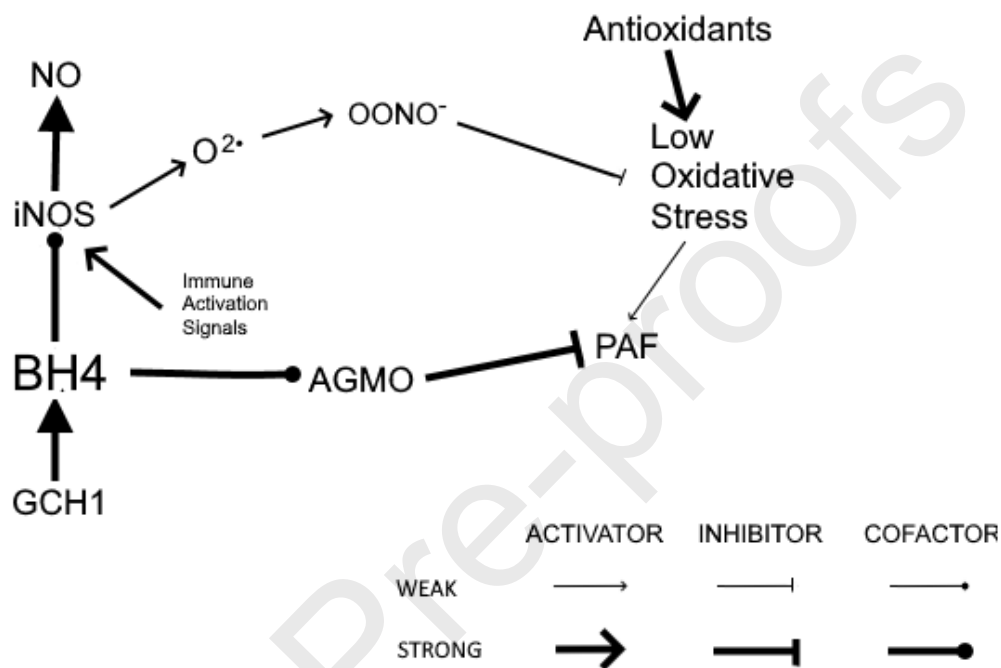 Antioxidants
NO
OONO⁻
O²•
Low
Oxidative
Stress
iNOS
Immune
Activation
Signals
PAF
BH4
AGMO
GCH1
ACTIVATOR INHIBITOR COFACTOR
WEAK
STRONG
Pre-proofs